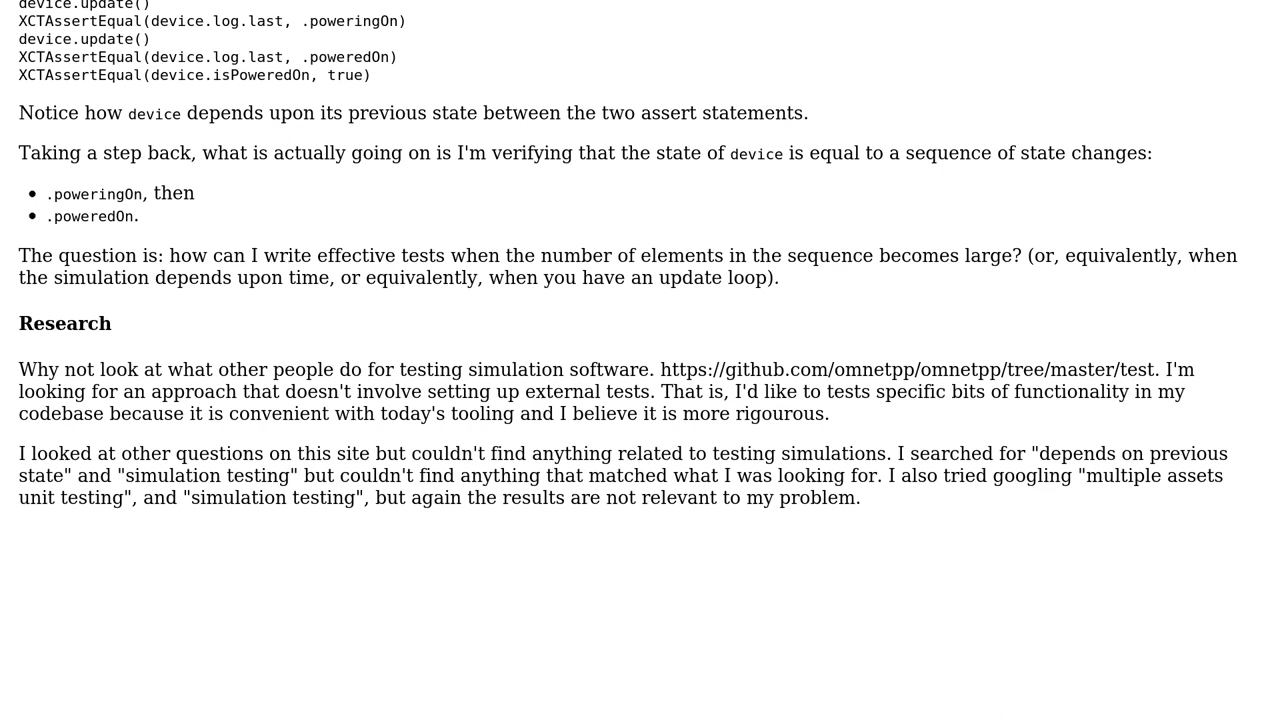 device.update()
XCTAssertEqual(device.log.last, .poweringOn)
device.update()
XCTAssertEqual(device.log.last, .poweredOn)
XCTAssertEqual(device.isPoweredOn, true)
Notice how device depends upon its previous state between the two assert statements.
Taking a step back, what is actually going on is I'm verifying that the state of device is equal to a sequence of state changes:
• .poweringOn, then
• .poweredOn.
The question is: how can I write effective tests when the number of elements in the sequence becomes large? (or, equivalently, when
the simulation depends upon time, or equivalently, when you have an update loop).
Research
Why not look at what other people do for testing simulation software. https://github.com/omnetpp/omnetpp/tree/master/test. I'm
looking for an approach that doesn't involve setting up external tests. That is, I'd like to tests specific bits of functionality in my
codebase because it is convenient with today's tooling and I believe it is more rigourous.
I looked at other questions on this site but couldn't find anything related to testing simulations. I searched for "depends on previous
state" and "simulation testing" but couldn't find anything that matched what I was looking for. I also tried googling "multiple assets
unit testing", and "simulation testing", but again the results are not relevant to my problem.